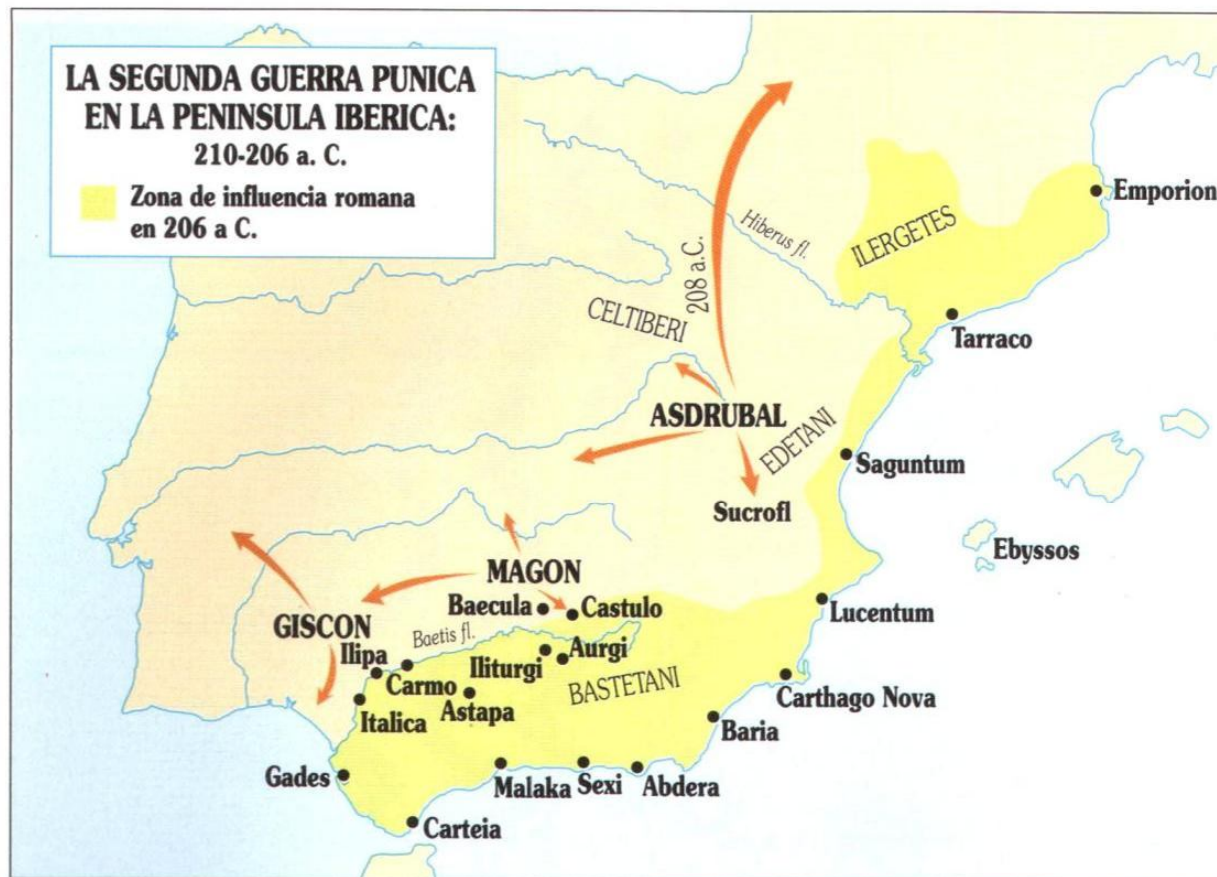 LA SEGUNDA GUERRA PUNICA
EN LA PENINSULA IBERICA:
210-206 a. C.
Zona de influencia romana
en 206 a C.
Emporion
Hiberus fl.
ILERGETES
208 a.C.
CELTIBERI
Tarraco
ASDRUBAL
EDETANI
Saguntum
Sucrofl
Ebyssos
MAGON
Baecula
Castulo
Lucentum
GISCON
Baetis fl.
Ilipa
Aurgi
Iliturgi
Carmo
BASTETANI
Carthago Nova
Astapa
Italica
Baria
Gades
Malaka
Sexi
Abdera
Carteia